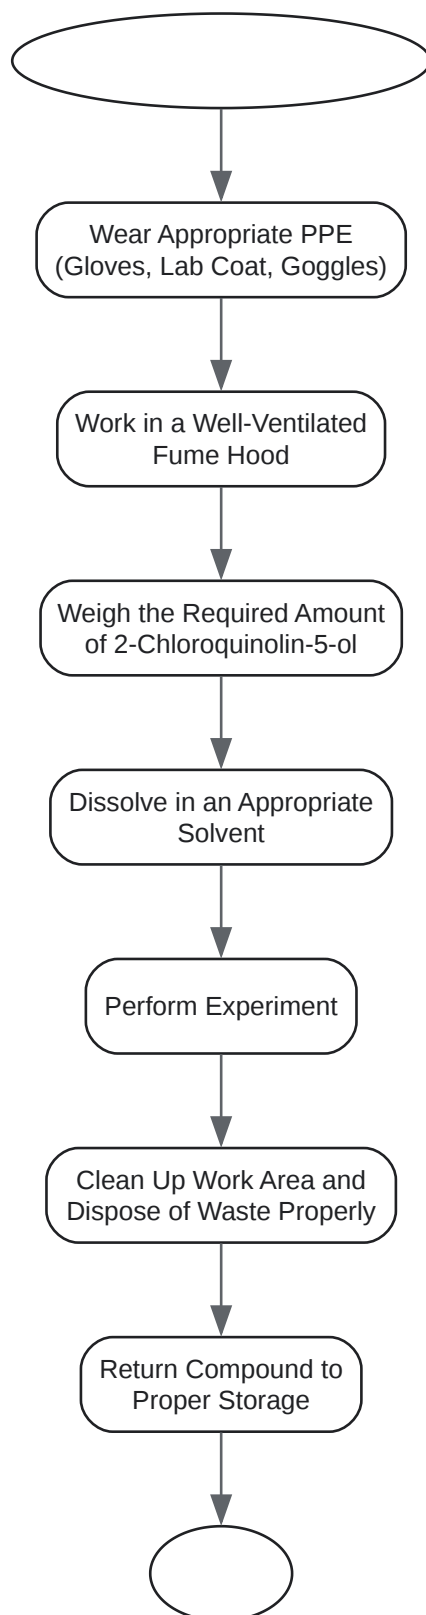 Wear Appropriate PPE
(Gloves, Lab Coat, Goggles)
Work in a Well-Ventilated
Fume Hood
Weigh the Required Amount
of 2-Chloroquinolin-5-ol
Dissolve in an Appropriate
Solvent
Perform Experiment
Clean Up Work Area and
Dispose of Waste Properly
Return Compound to
Proper Storage